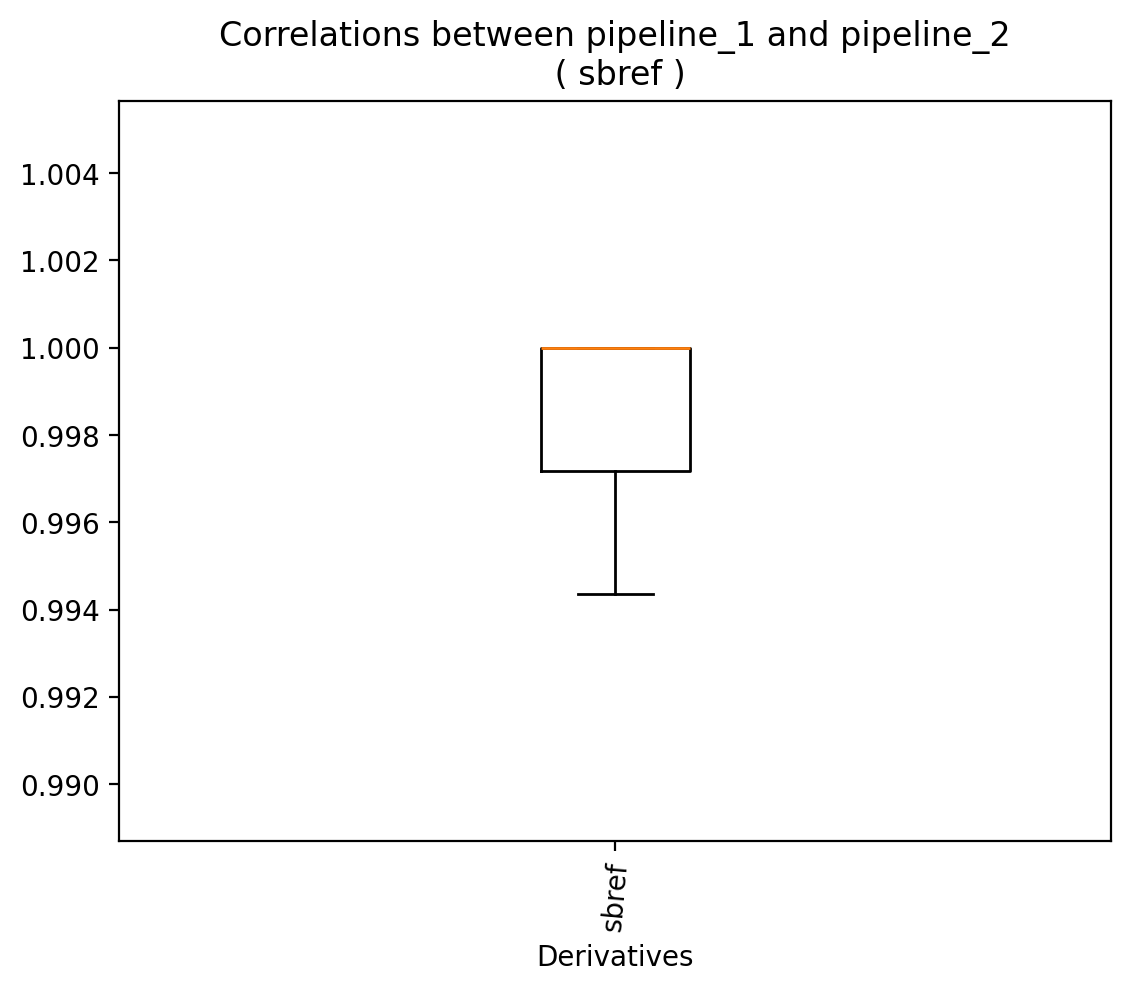 Correlations between pipeline_1 and pipeline_2
( sbref )
1.004
1.002
1.000
0.998
0.996
0.994
0.992
0.990
sbref
Derivatives